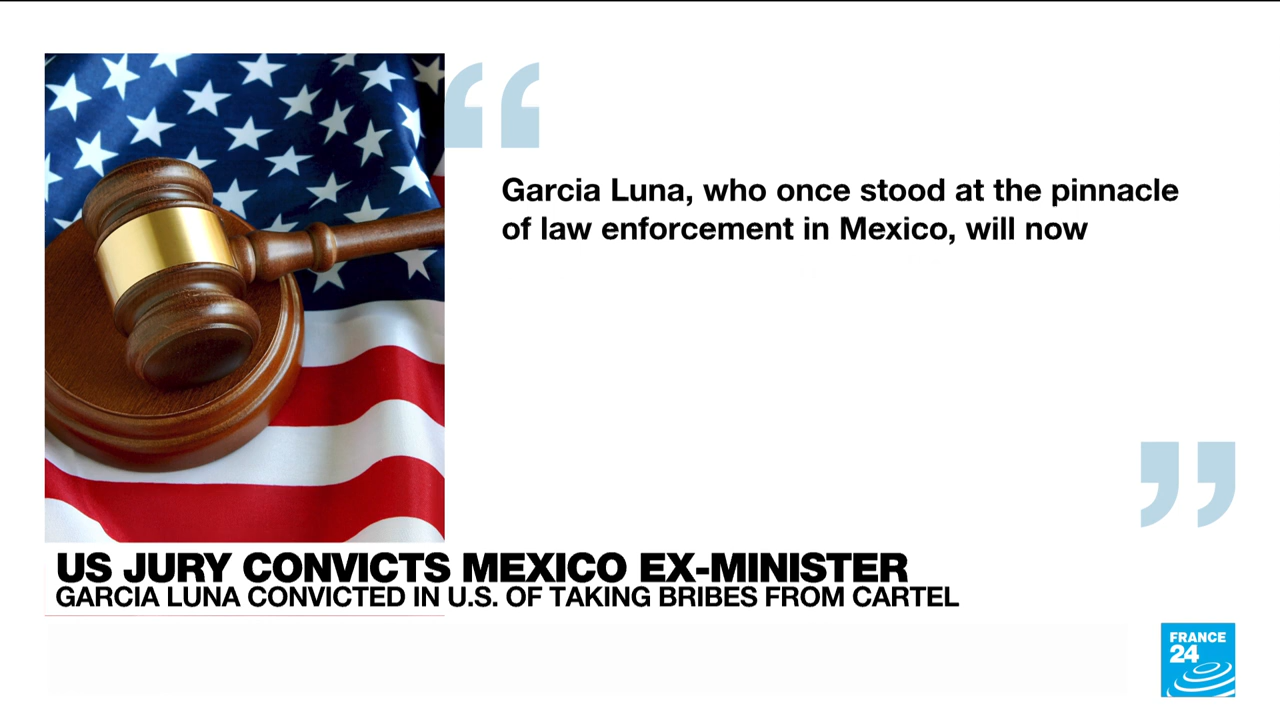 “
Garcia Luna, who once stood at the pinnacle
of law enforcement in Mexico, will now
”
US JURY CONVICTS MEXICO EX-MINISTER
GARCIA LUNA CONVICTED IN U.S. OF TAKING BRIBES FROM CARTEL
FRANCE
24